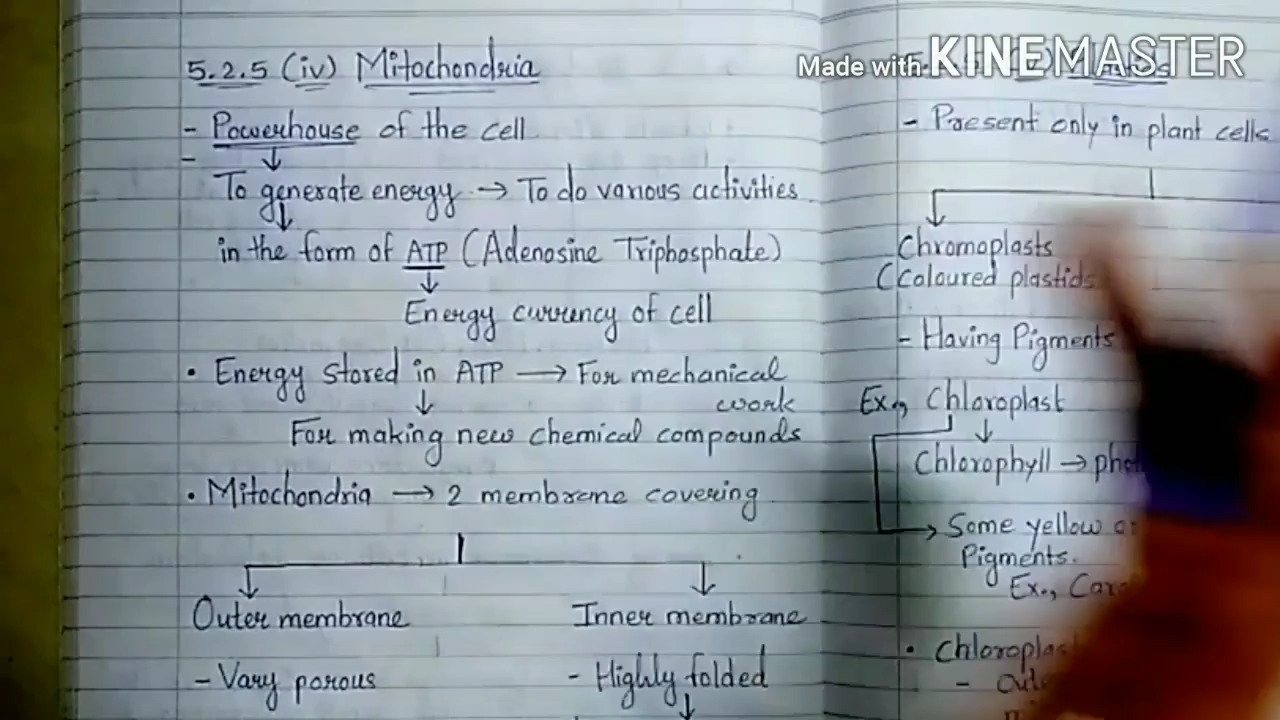 5.2.5 (iv) Mitochondria
- Powerhouse of the cell
-
↓
To generate energy → To do various activities
↓
in the form of ATP (Adenosine Triphosphate)
↓
Energy currency of cell
• Energy stored in ATP → For mechanical
work
↓
For making new chemical compounds
• Mitochondria → 2 membrane covering
Outer membrane Inner membrane
- Vary porous - Highly folded
↓
Made with KINEMASTER
- Present only in plant cells
Chromoplasts
(Coloured plastids
- Having Pigments
Ex., Chloroplast
↓
Chlorophyll →
→ Some yellow
Pigments.
Ex.,
•
-